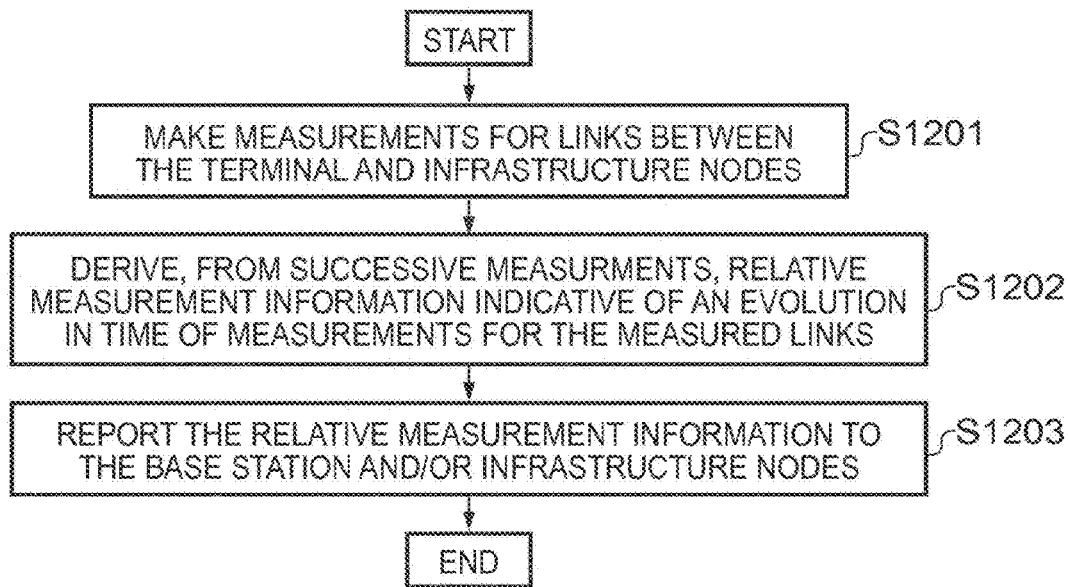 START
MAKE MEASUREMENTS FOR LINKS BETWEEN
THE TERMINAL AND INFRASTRUCTURE NODES
S1201
DERIVE, FROM SUCCESSIVE MEASURMENTS, RELATIVE
MEASUREMENT INFORMATION INDICATIVE OF AN EVOLUTION
IN TIME OF MEASUREMENTS FOR THE MEASURED LINKS
S1202
REPORT THE RELATIVE MEASUREMENT INFORMATION TO
THE BASE STATION AND/OR INFRASTRUCTURE NODES
S1203
END